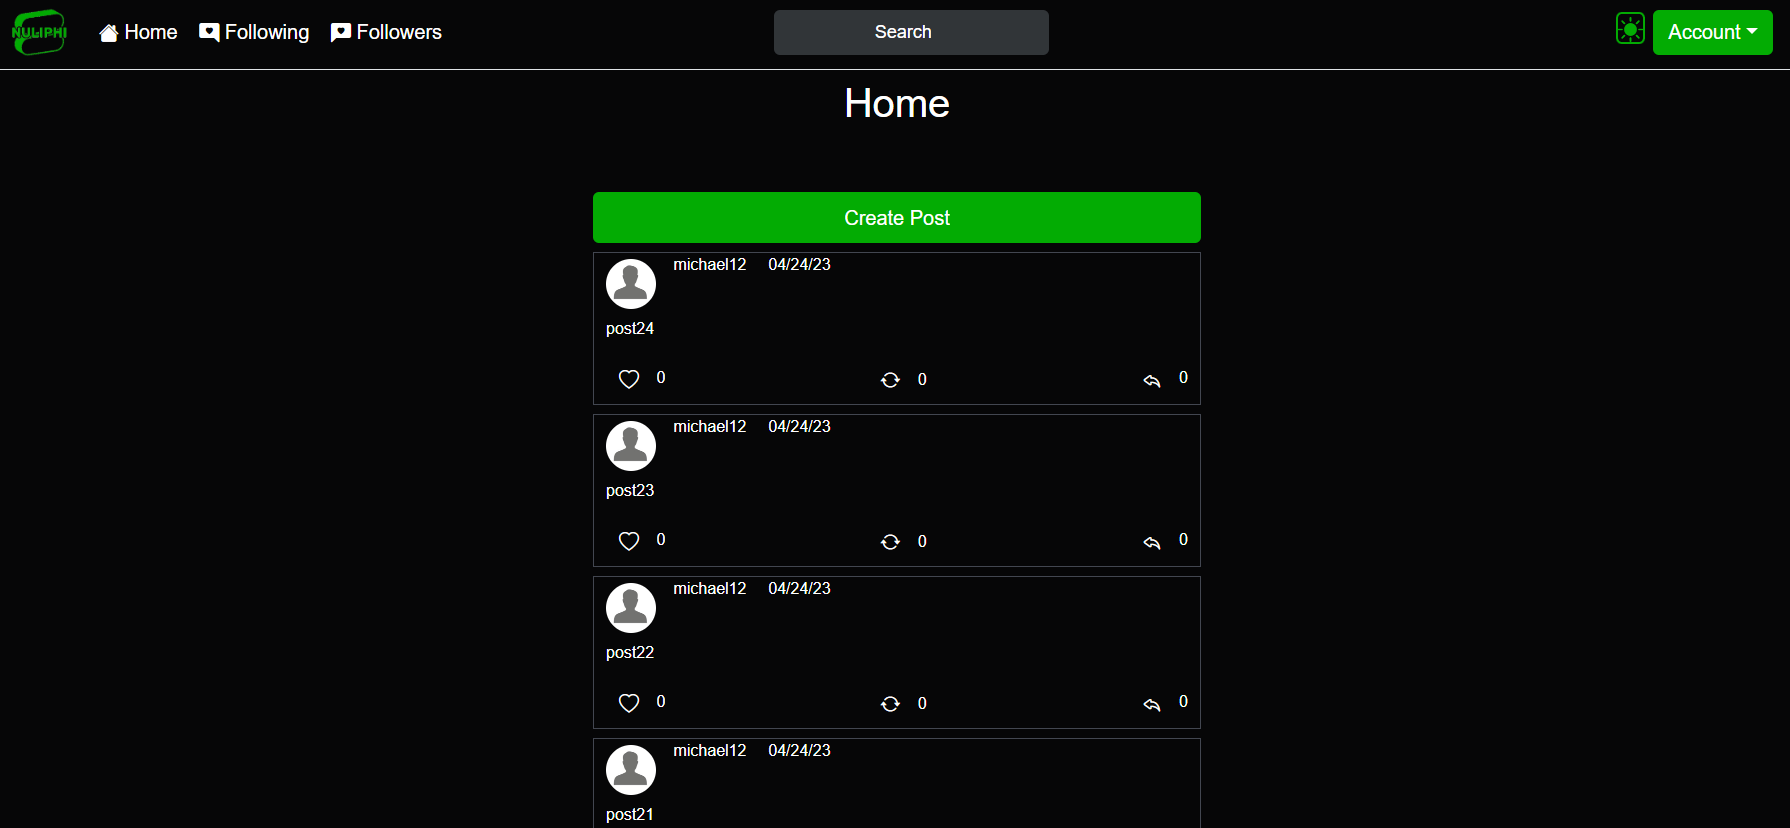 NULIPHI Home Following Followers Search Account
Home
Create Post
michael12 04/24/23
post24
0 0 0
michael12 04/24/23
post23
0 0 0
michael12 04/24/23
post22
0 0 0
michael12 04/24/23
post21